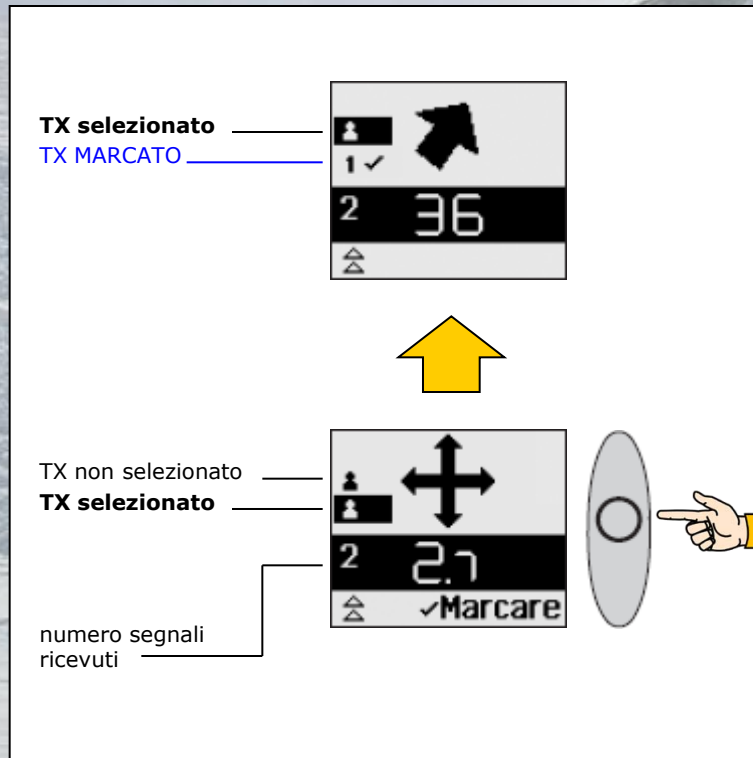 TX selezionato
TX MARCATO
1 ✓
2 36
TX non selezionato
TX selezionato
2 2.7
✓Marcare
numero segnali
ricevuti